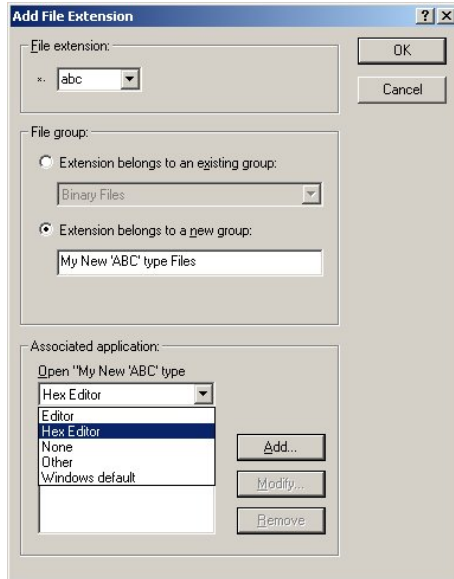 Add File Extension
File extension:
*. abc
OK
Cancel
File group:
Extension belongs to an existing group:
Binary Files
Extension belongs to a new group:
My New 'ABC' type Files
Associated application:
Open "My New 'ABC' type
Hex Editor
Editor
Hex Editor
None
Other
Windows default
Add...
Modify...
Remove